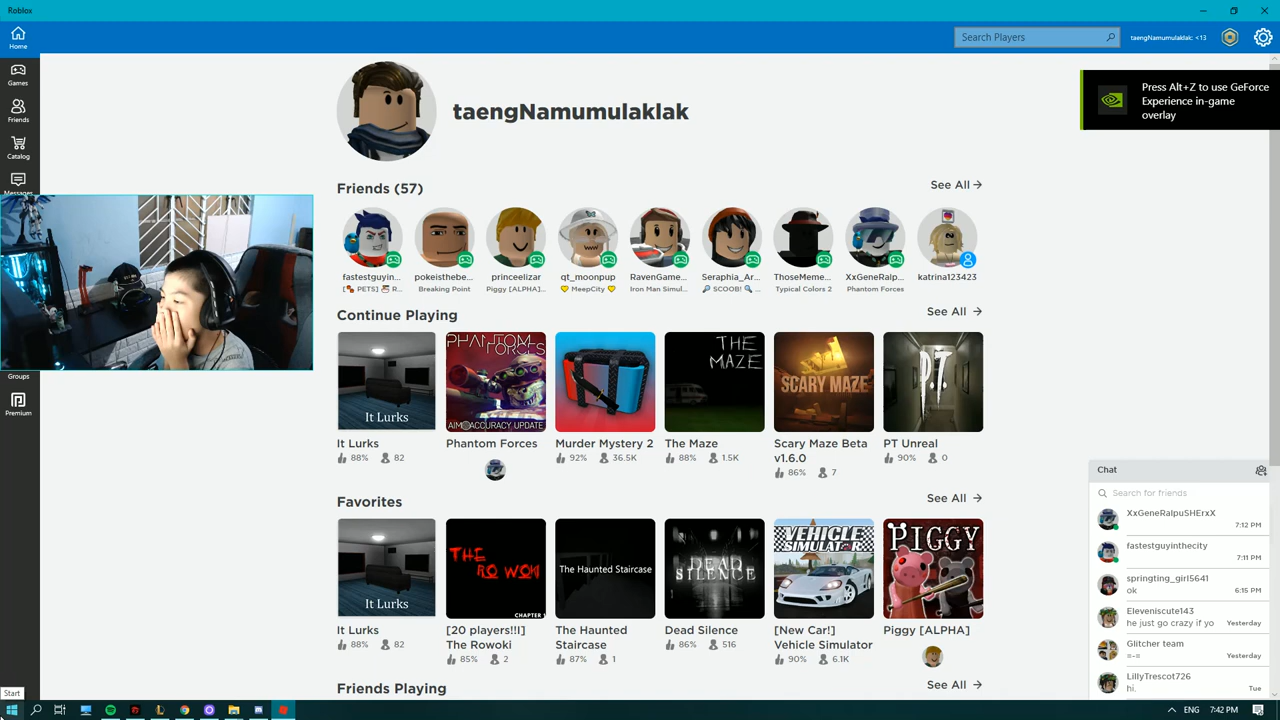 Roblox
Home
Search Players
taengNamumulaklak: <13
Games
Friends
Catalog
Messages
Groups
Premium
Press Alt+Z to use GeForce
Experience in-game
overlay
taengNamumulaklak
Friends (57)
See All
fastestguyin...
pokeisthebe...
princeelizar
qt_moonpup
RavenGame...
Seraphia_Ar...
ThoseMeme...
XxGeneRalp...
katrina123423
[🐾 PETS] 🏁 R...
Breaking Point
Piggy [ALPHA]...
💛 MeepCity 💛
Iron Man Simul...
🔎 SCOOB! 🔍 ...
Typical Colors 2
Phantom Forces
Continue Playing
See All
It Lurks
PHANTOM
FORCES
AIM ACCURACY UPDATE
THE
MAZE
SCARY MAZE
P.T.
It Lurks
Phantom Forces
Murder Mystery 2
The Maze
Scary Maze Beta
v1.6.0
PT Unreal
88% 82
92% 36.5K
88% 1.5K
86% 7
90% 0
Favorites
See All
It Lurks
THE
RO WOKI
CHAPTER 1
The Haunted Staircase
DEAD
SILENCE
VEHICLE
SIMULATOR
PIGGY
It Lurks
[20 players!!I]
The Rowoki
The Haunted
Staircase
Dead Silence
[New Car!]
Vehicle Simulator
Piggy [ALPHA]
88% 82
85% 2
87% 1
86% 516
90% 6.1K
Friends Playing
See All
Chat
Search for friends
XxGeneRalpuSHErxX
7:12 PM
fastestguyinthecity
7:11 PM
springting_girl5641
ok
6:15 PM
Eleveniscute143
he just go crazy if yo
Yesterday
Glitcher team
=-=
Yesterday
LillyTrescot726
hi.
Tue
Start
ENG
7:42 PM